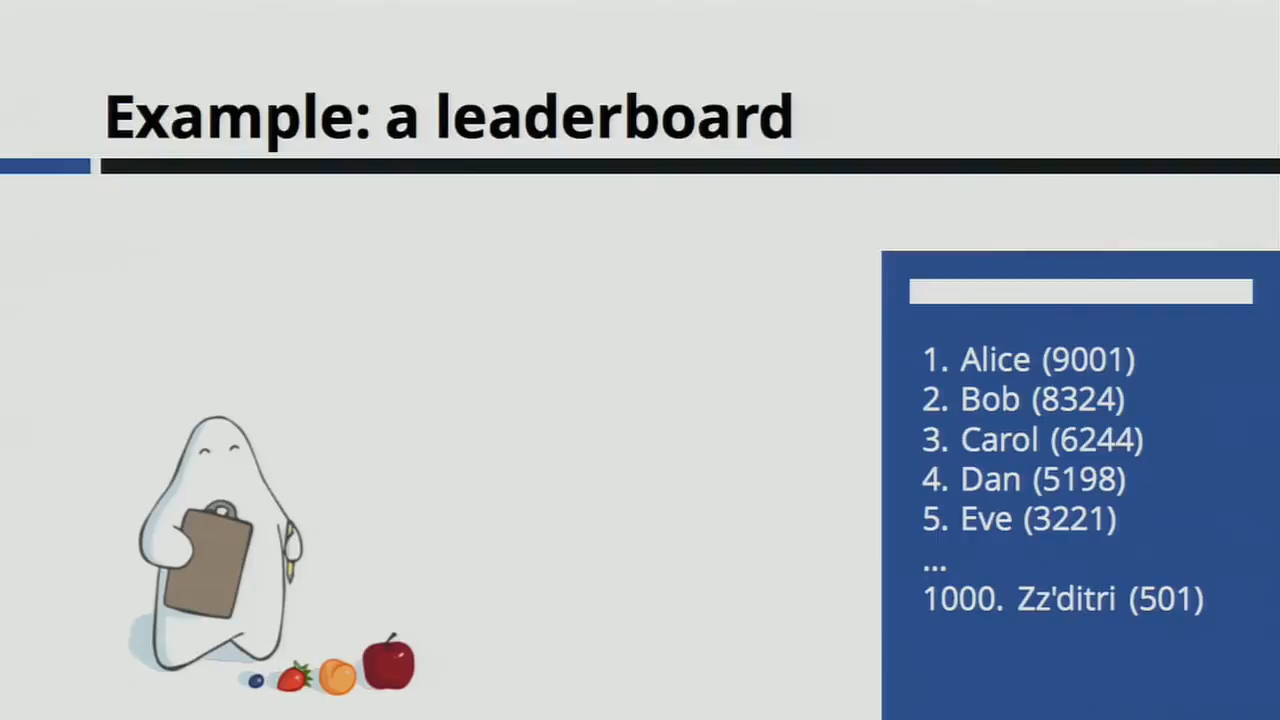 Example: a leaderboard
1. Alice (9001)
2. Bob (8324)
3. Carol (6244)
4. Dan (5198)
5. Eve (3221)
...
1000. Zz'ditri (501)